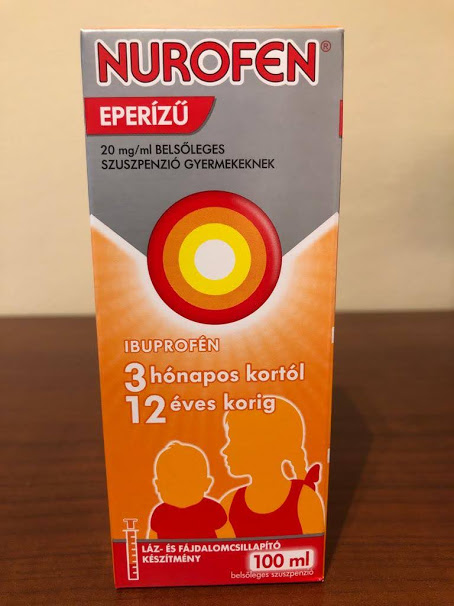 NUROFEN®
EPERÍZŰ
20 mg/ml BELSŐLEGES
SZUSZPENZIÓ GYERMEKEKNEK
IBUPROFÉN
3 hónapos kortól
12 éves korig
LÁZ- ÉS FÁJDALOMCSILLAPÍTÓ
KÉSZÍTMÉNY
100 ml
belsőleges szuszpenzió